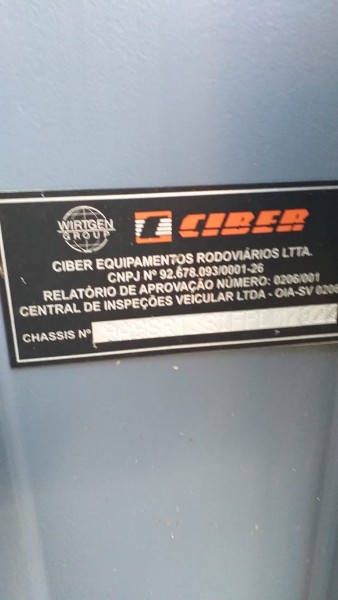 WIRTGEN
GROUP
CIBER
CIBER EQUIPAMENTOS RODOVIÁRIOS LTTA.
CNPJ Nº 92.678.093/0001-26
RELATÓRIO DE APROVAÇÃO NÚMERO: 0206/001
CENTRAL DE INSPEÇÕES VEICULAR LTDA - OIA-SV 0206
CHASSIS Nº